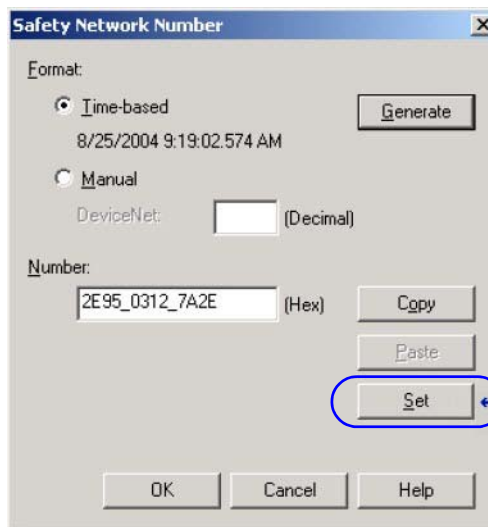 Safety Network Number
Format:
Time-based
Generate
8/25/2004 9:19:02.574 AM
Manual
DeviceNet:
(Decimal)
Number:
2E95_0312_7A2E
(Hex)
Copy
Paste
Set
OK
Cancel
Help